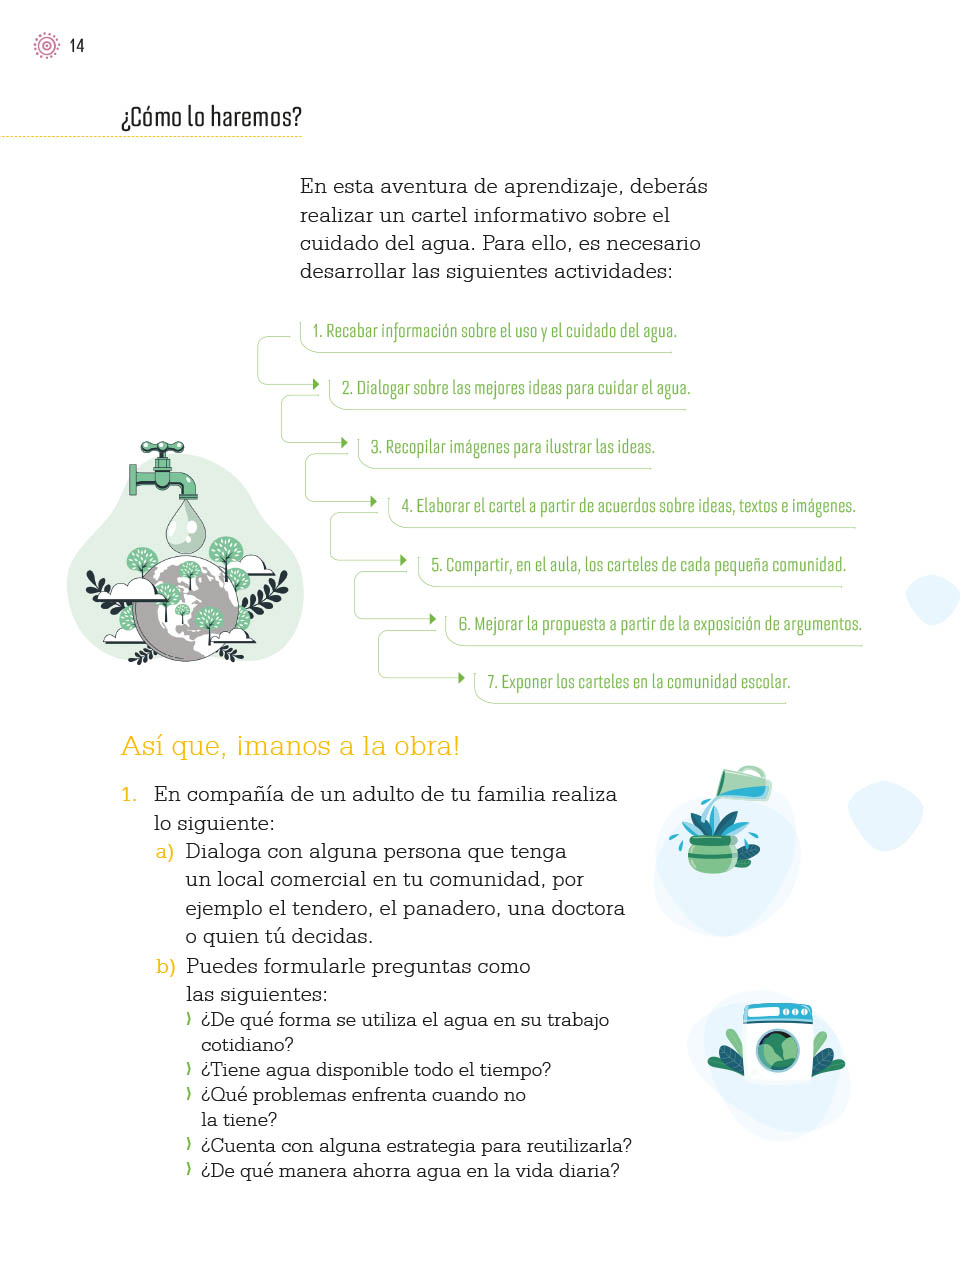 14
¿Cómo lo haremos?
En esta aventura de aprendizaje, deberás
realizar un cartel informativo sobre el
cuidado del agua. Para ello, es necesario
desarrollar las siguientes actividades:
1. Recabar información sobre el uso y el cuidado del agua.
2. Dialogar sobre las mejores ideas para cuidar el agua.
3. Recopilar imágenes para ilustrar las ideas.
4. Elaborar el cartel a partir de acuerdos sobre ideas, textos e imágenes.
5. Compartir, en el aula, los carteles de cada pequeña comunidad.
6. Mejorar la propuesta a partir de la exposición de argumentos.
7. Exponer los carteles en la comunidad escolar.
Así que, ¡manos a la obra!
1. En compañía de un adulto de tu familia realiza
lo siguiente:
a) Dialoga con alguna persona que tenga
un local comercial en tu comunidad, por
ejemplo el tendero, el panadero, una doctora
o quien tú decidas.
b) Puedes formularle preguntas como
las siguientes:
⟩ ¿De qué forma se utiliza el agua en su trabajo
cotidiano?
⟩ ¿Tiene agua disponible todo el tiempo?
⟩ ¿Qué problemas enfrenta cuando no
la tiene?
⟩ ¿Cuenta con alguna estrategia para reutilizarla?
⟩ ¿De qué manera ahorra agua en la vida diaria?